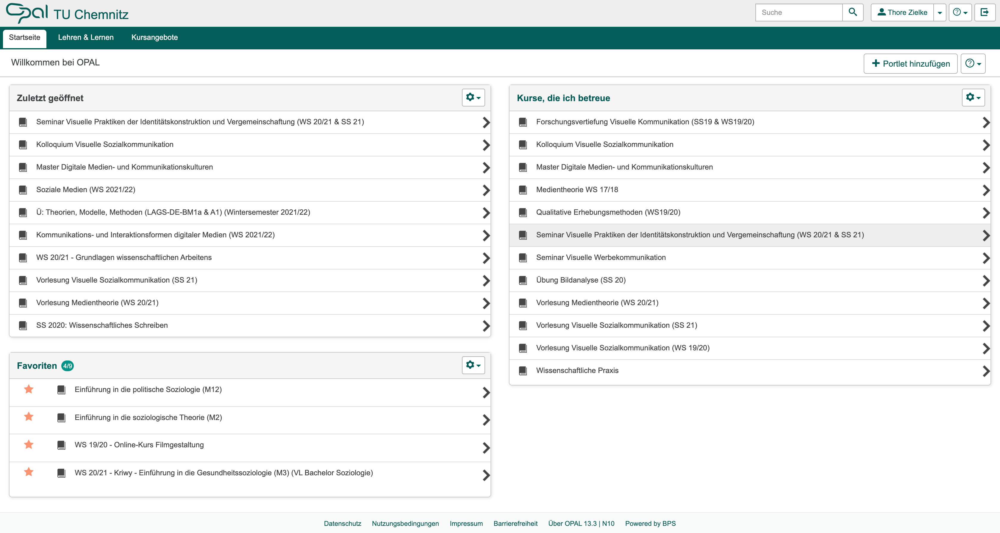 Opal TU Chemnitz
Suche
Thore Zielke
Startseite
Lehren & Lernen
Kursangebote
Willkommen bei OPAL
Portlet hinzufügen
Zuletzt geöffnet
Seminar Visuelle Praktiken der Identitätskonstruktion und Vergemeinschaftung (WS 20/21 & SS 21)
Kolloquium Visuelle Sozialkommunikation
Master Digitale Medien- und Kommunikationskulturen
Soziale Medien (WS 2021/22)
Ü: Theorien, Modelle, Methoden (LAGS-DE-BM1a & A1) (Wintersemester 2021/22)
Kommunikations- und Interaktionsformen digitaler Medien (WS 2021/22)
WS 20/21 - Grundlagen wissenschaftlichen Arbeitens
Vorlesung Visuelle Sozialkommunikation (SS 21)
Vorlesung Medientheorie (WS 20/21)
SS 2020: Wissenschaftliches Schreiben
Favoriten 4/9
Einführung in die politische Soziologie (M12)
Einführung in die soziologische Theorie (M2)
WS 19/20 - Online-Kurs Filmgestaltung
WS 20/21 - Kriwy - Einführung in die Gesundheitssoziologie (M3) (VL Bachelor Soziologie)
Kurse, die ich betreue
Forschungsvertiefung Visuelle Kommunikation (SS19 & WS19/20)
Kolloquium Visuelle Sozialkommunikation
Master Digitale Medien- und Kommunikationskulturen
Medientheorie WS 17/18
Qualitative Erhebungsmethoden (WS19/20)
Seminar Visuelle Praktiken der Identitätskonstruktion und Vergemeinschaftung (WS 20/21 & SS 21)
Seminar Visuelle Werbekommunikation
Übung Bildanalyse (SS 20)
Vorlesung Medientheorie (WS 20/21)
Vorlesung Visuelle Sozialkommunikation (SS 21)
Vorlesung Visuelle Sozialkommunikation (WS 19/20)
Wissenschaftliche Praxis
Datenschutz
Nutzungsbedingungen
Impressum
Barrierefreiheit
Über OPAL 13.3 | N10
Powered by BPS